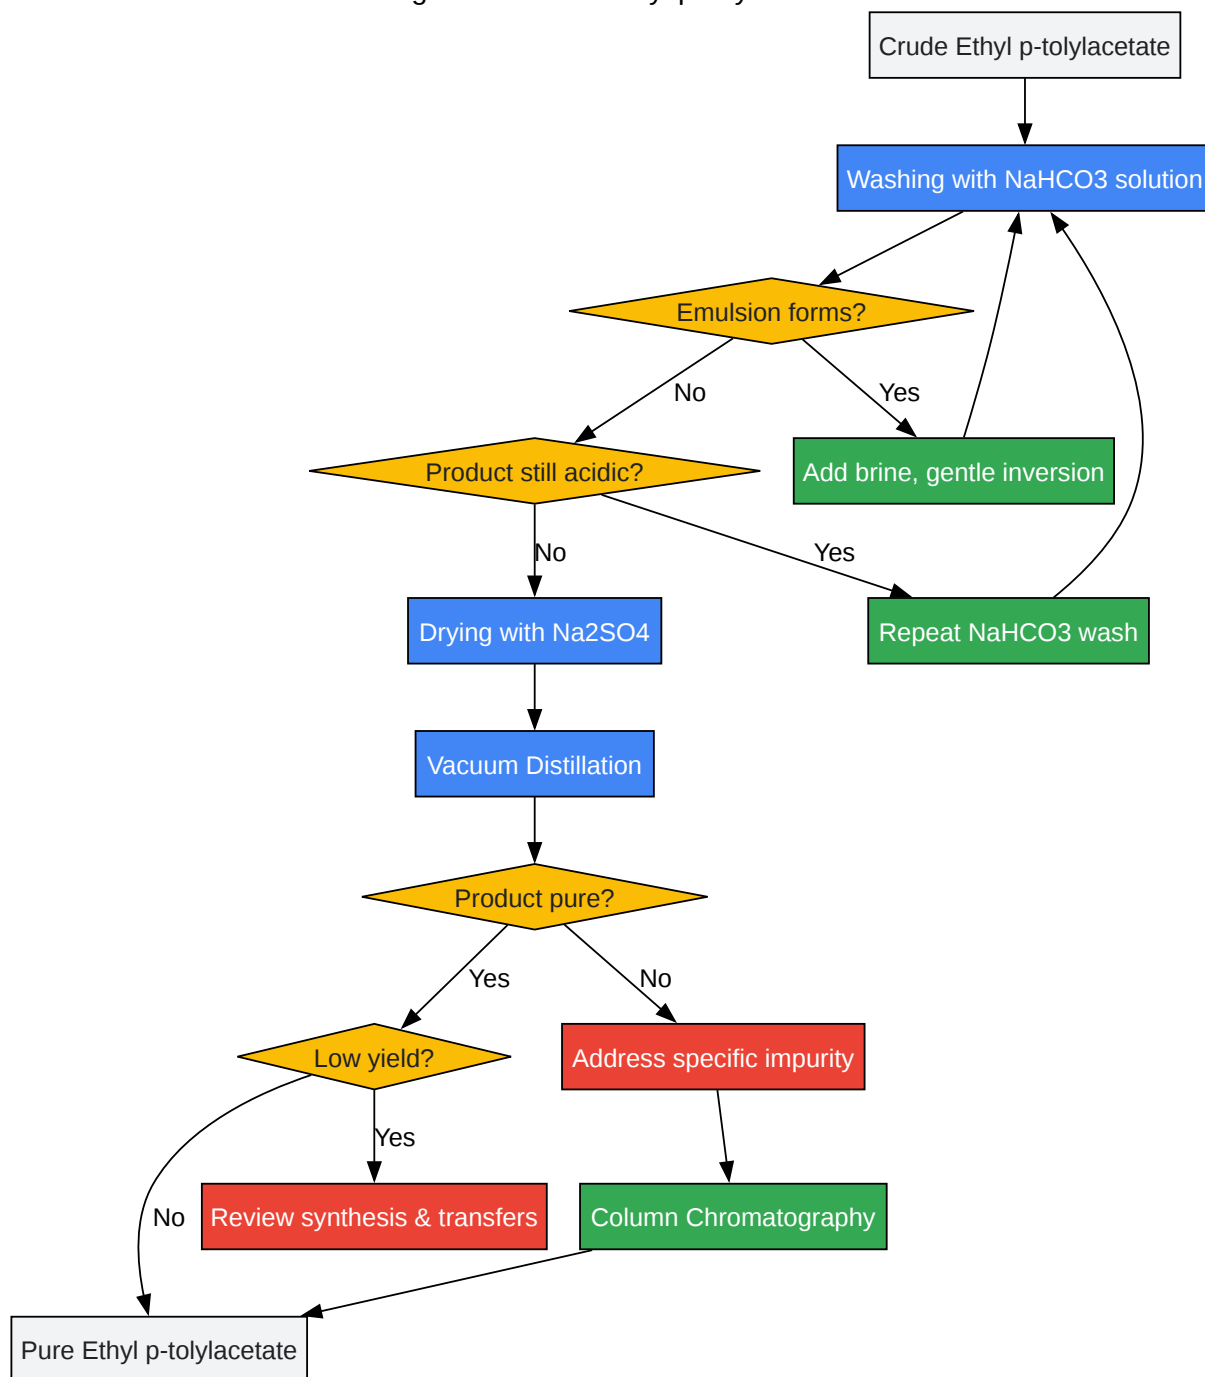 Crude Ethyl p-tolylacetate
Washing with NaHCO3 solution
Emulsion forms?
No
Yes
Product still acidic?
Add brine, gentle inversion
No
Yes
Drying with Na2SO4
Repeat NaHCO3 wash
Vacuum Distillation
Product pure?
Yes
No
Low yield?
Address specific impurity
Yes
No
Review synthesis & transfers
Column Chromatography
Pure Ethyl p-tolylacetate